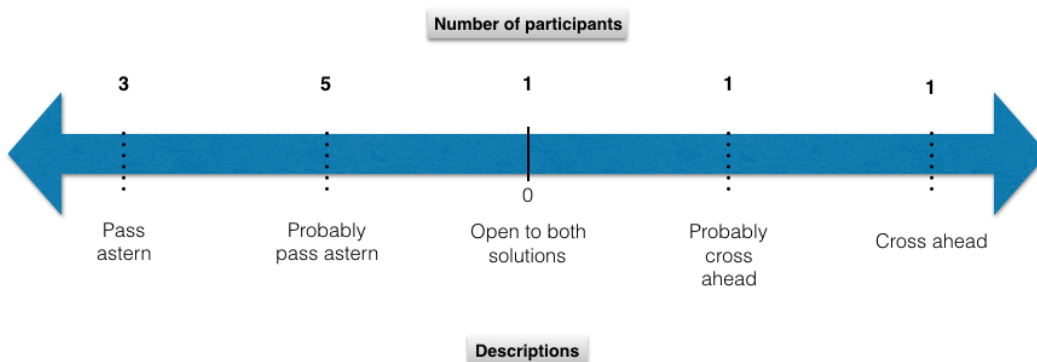 Number of participants
3 5 1 1 1
0
Pass
astern
Probably
pass astern
Open to both
solutions
Probably
cross
ahead
Cross ahead
Descriptions